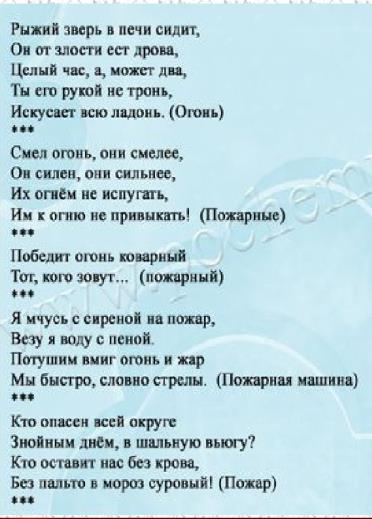 Рыжий зверь в печи сидит,
Он от злости ест дрова,
Целый час, а, может два,
Ты его рукой не тронь,
Искусает всю ладонь. (Огонь)
***
Смел огонь, они смелее,
Он силен, они сильнее,
Их огнём не испугать,
Им к огню не привыкать! (Пожарные)
***
Победит огонь коварный
Тот, кого зовут... (пожарный)
***
Я мчусь с сиреной на пожар,
Везу я воду с пеной.
Потушим вмиг огонь и жар
Мы быстро, словно стрелы. (Пожарная машина)
***
Кто опасен всей округе
Знойным днём, в шальную вьюгу?
Кто оставит нас без крова,
Без пальто в мороз суровый! (Пожар)
***